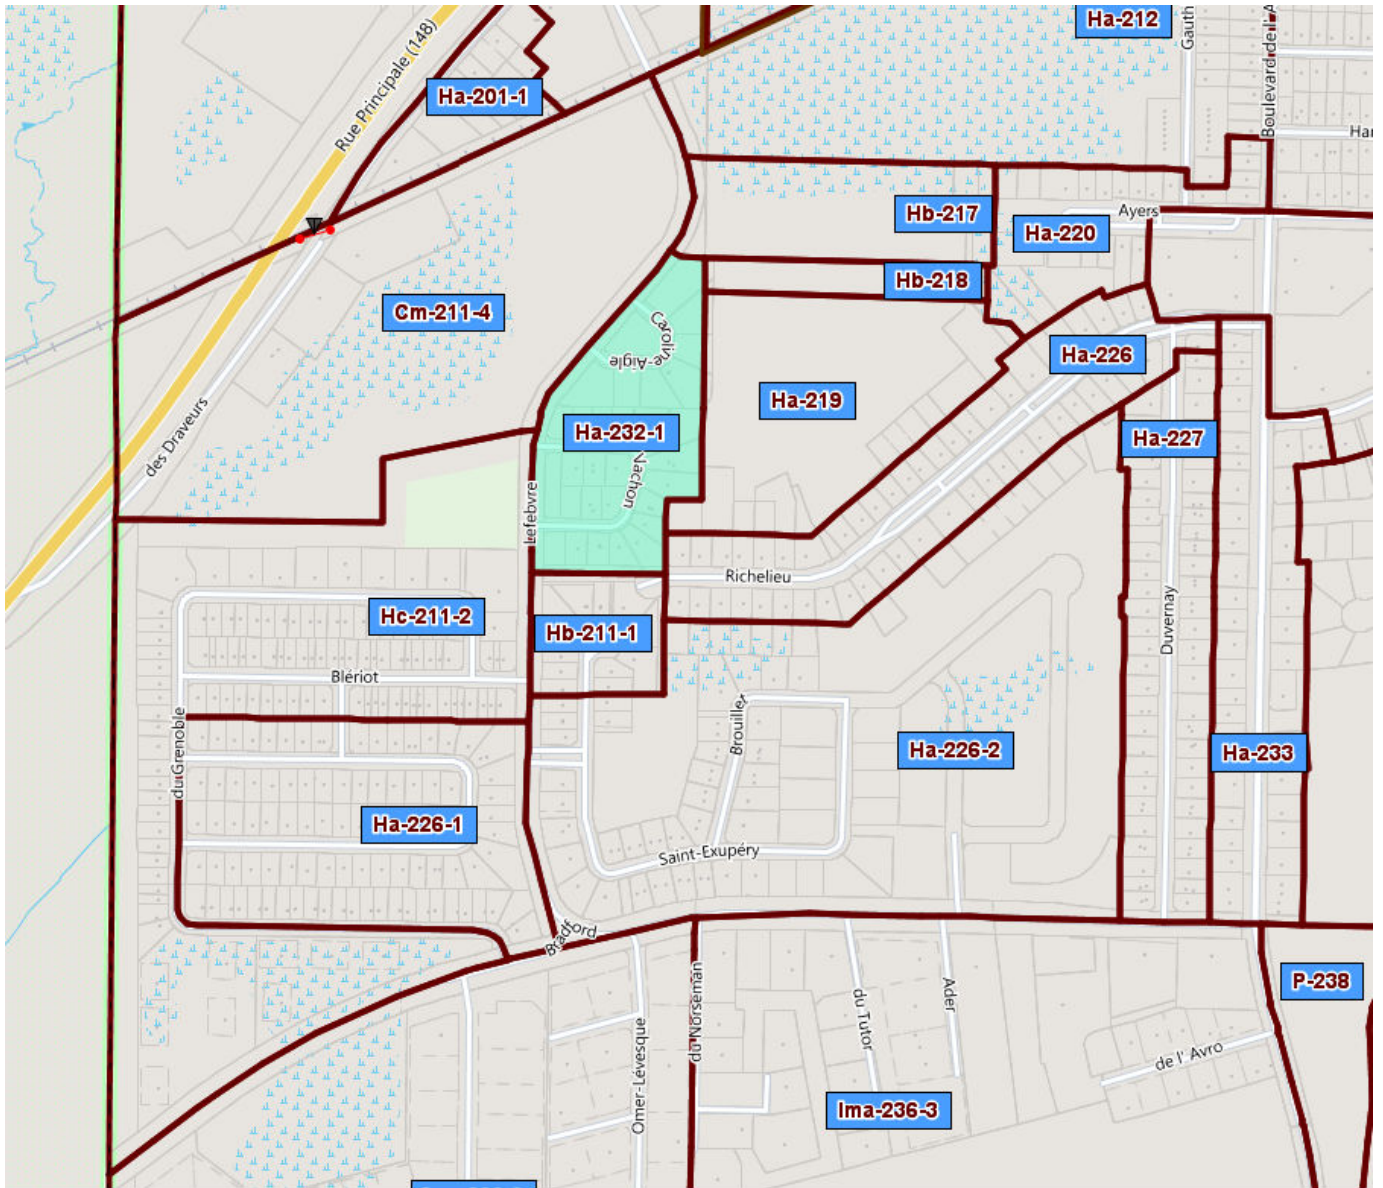 Ha-212
Gauth
Boulevard de l'A
Rue Principale (148)
Ha-201-1
Har
Hb-217
Ayers
Ha-220
Hb-218
Cm-211-4
Caroline-Aigle
Ha-226
Ha-219
Ha-232-1
Ha-227
des Draveurs
Vachon
Lefebvre
Richelieu
Hc-211-2
Hb-211-1
Duvernay
Blériot
du Grenoble
Brouillet
Ha-226-2
Ha-233
Ha-226-1
Saint-Exupéry
Bradford
P-238
du Norseman
Ader
du Tutor
Omer-Lévesque
de l' Avro
Ima-236-3